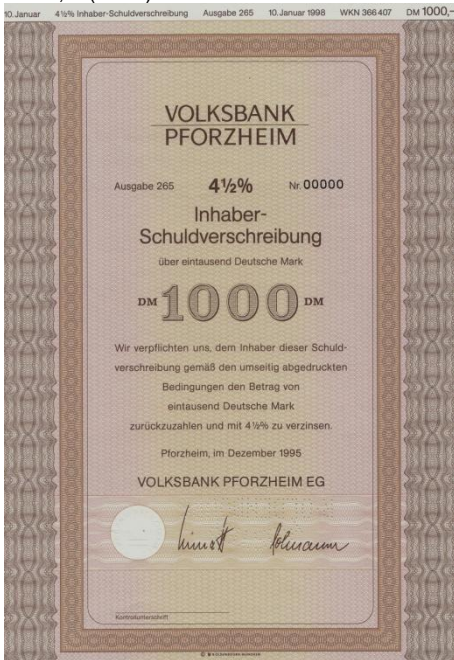 10. Januar 4½% Inhaber-Schuldverschreibung Ausgabe 265 10. Januar 1998 WKN 366 407 DM 1000,-
VOLKSBANK
PFORZHEIM
Ausgabe 265 4½% Nr. 00000
Inhaber-
Schuldverschreibung
über eintausend Deutsche Mark
DM 1000 DM
Wir verpflichten uns, dem Inhaber dieser Schuld-
verschreibung gemäß den umseitig abgedruckten
Bedingungen den Betrag von
eintausend Deutsche Mark
zurückzuzahlen und mit 4½% zu verzinsen.
Pforzheim, im Dezember 1995
VOLKSBANK PFORZHEIM EG
Kontrollunterschrift